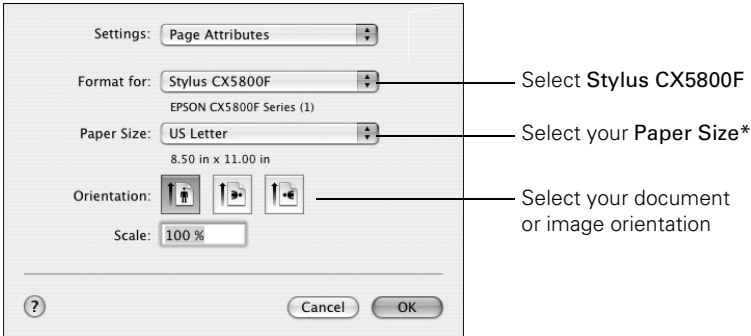 Settings: Page Attributes
Format for: Stylus CX5800F
Select Stylus CX5800F
EPSON CX5800F Series (1)
Paper Size: US Letter
Select your Paper Size*
8.50 in x 11.00 in
Orientation:
Select your document
or image orientation
Scale: 100 %
? Cancel OK